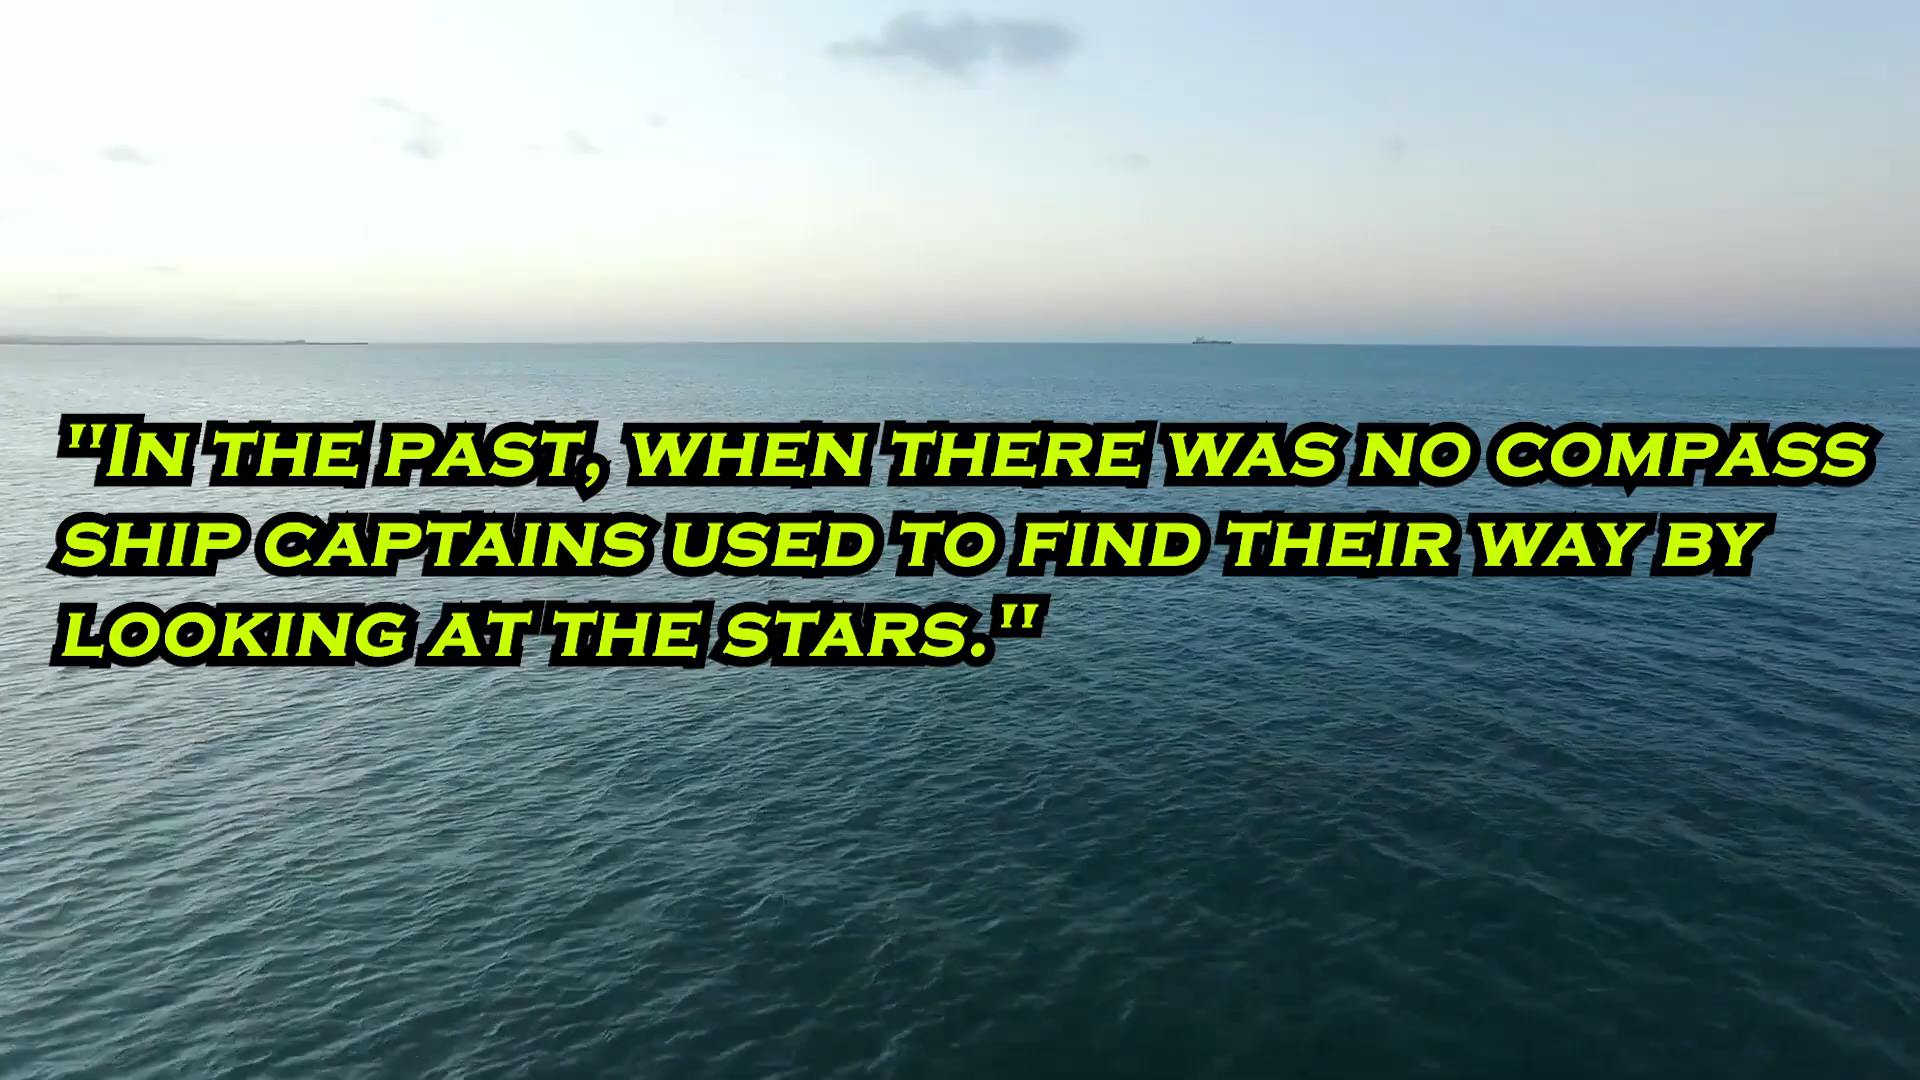 "In the past, when there was no compass
ship captains used to find their way by
looking at the stars."